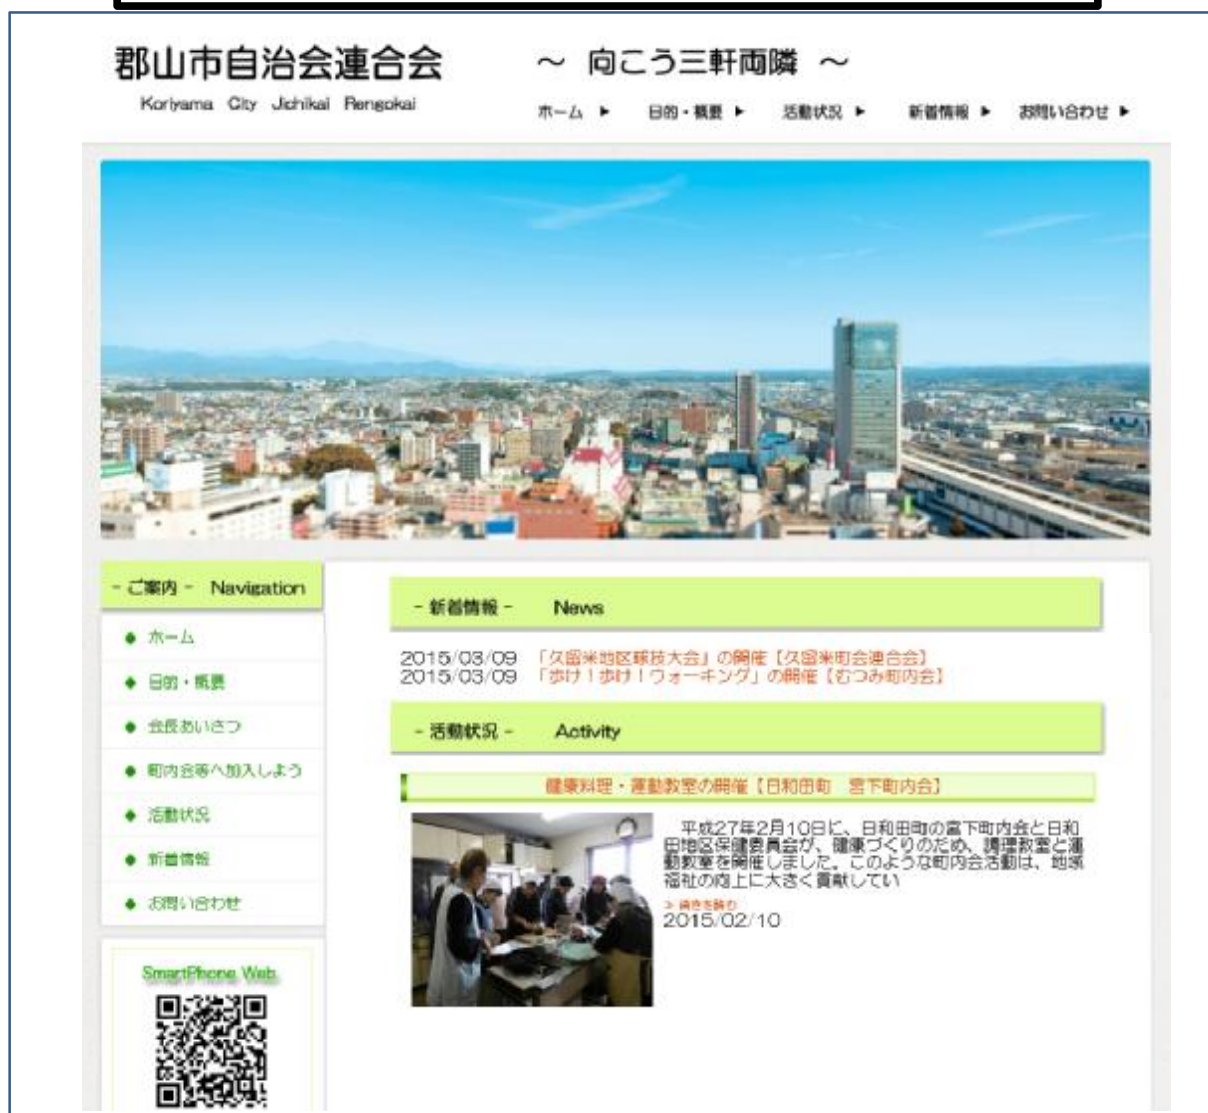 郡山市自治会連合会
～ 向こう三軒両隣 ～
Koriyama City Jichikai Rengokai
ホーム ▶ 目的・概要 ▶ 活動状況 ▶ 新着情報 ▶ お問い合わせ ▶
- ご案内 - Navigation
◆ ホーム
◆ 目的・概要
◆ 会長あいさつ
◆ 町内会等へ加入しよう
◆ 活動状況
◆ 新着情報
◆ お問い合わせ
SmartPhone Web
- 新着情報 - News
2015/03/09 「久留米地区球技大会」の開催【久留米町会連合会】
2015/03/09 「歩け！歩け！ウォーキング」の開催【むつみ町内会】
- 活動状況 - Activity
健康料理・運動教室の開催【日和田町 宮下町内会】
平成27年2月10日に、日和田町の宮下町内会と日和
田地区保健委員会が、健康づくりのため、調理教室と運
動教室を開催しました。このような町内会活動は、地域
福祉の向上に大きく貢献してい
> 続きを読む
2015/02/10